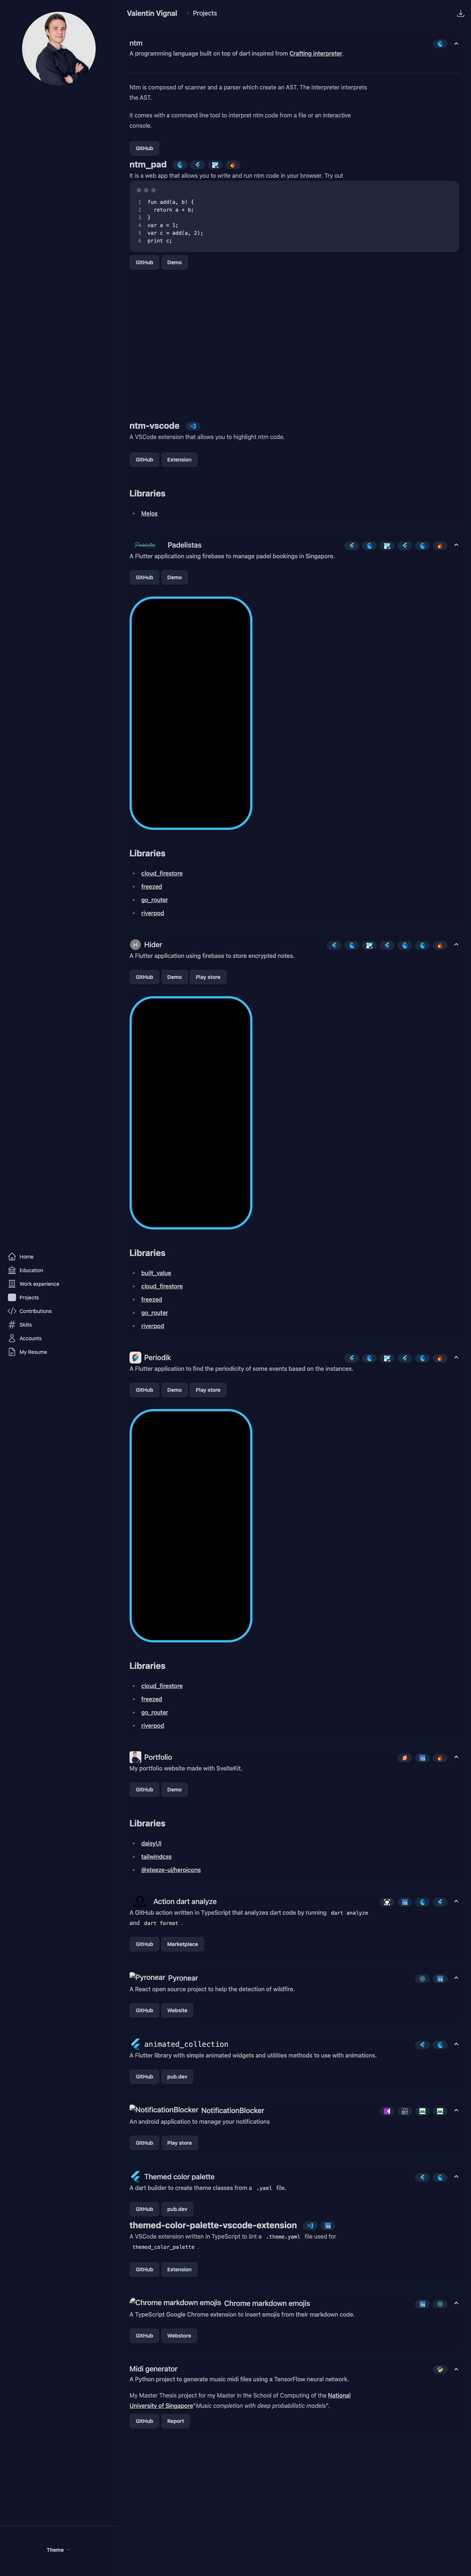 Valentin Vignal
Projects
ntm
A programming language built on top of dart inspired from Crafting interpreter.
Ntm is composed of scanner and a parser which create an AST. The interpreter interprets
the AST.
It comes with a command line tool to interpret ntm code from a file or an interactive
console.
GitHub
ntm_pad
It is a web app that allows you to write and run ntm code in your browser. Try out
1 fun add(a, b) {
2   return a + b;
3 }
4 var a = 1;
5 var c = add(a, 2);
6 print c;
GitHub Demo
ntm-vscode
A VSCode extension that allows you to highlight ntm code.
GitHub Extension
Libraries
Melos
Padelistas
A Flutter application using firebase to manage padel bookings in Singapore.
GitHub Demo
Libraries
cloud_firestore
freezed
go_router
riverpod
H Hider
A Flutter application using firebase to store encrypted notes.
GitHub Demo Play store
Libraries
built_value
cloud_firestore
freezed
go_router
riverpod
Home
Education
Work experience
Projects
Contributions
Skills
Accounts
My Resume
Periodik
A Flutter application to find the periodicity of some events based on the instances.
GitHub Demo Play store
Libraries
cloud_firestore
freezed
go_router
riverpod
Portfolio
My portfolio website made with SvelteKit.
GitHub Demo
Libraries
daisyUI
tailwindcss
@steeze-ui/heroicons
Action dart analyze
A GitHub action written in TypeScript that analyzes dart code by running dart analyze
and dart format .
GitHub Marketplace
Pyronear Pyronear
A React open source project to help the detection of wildfire.
GitHub Website
animated_collection
A Flutter library with simple animated widgets and utilities methods to use with animations.
GitHub pub.dev
NotificationBlocker NotificationBlocker
An android application to manage your notifications
GitHub Play store
Themed color palette
A dart builder to create theme classes from a .yaml file.
GitHub pub.dev
themed-color-palette-vscode-extension
A VSCode extension written in TypeScript to lint a .theme.yaml file used for
themed_color_palette .
GitHub Extension
Chrome markdown emojis Chrome markdown emojis
A TypeScript Google Chrome extension to insert emojis from their markdown code.
GitHub Webstore
Midi generator
A Python project to generate music midi files using a TensorFlow neural network.
My Master Thesis project for my Master in the School of Computing of the National
University of Singapore"Music completion with deep probabilistic models".
GitHub Report
Theme